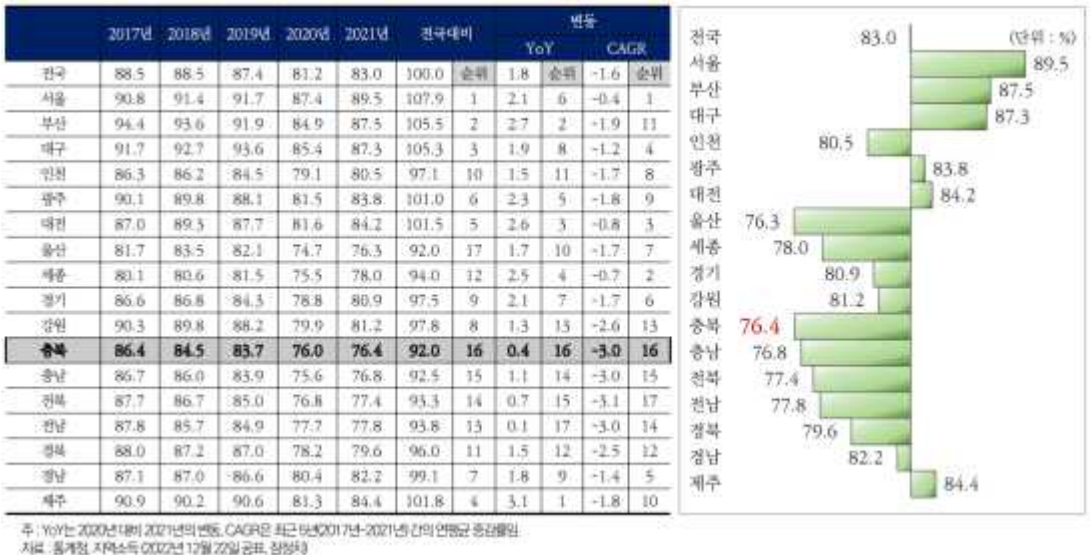 2017년 2018년 2019년 2020년 2021년 전국대비 변동
YoY CAGR
전국 88.5 88.5 87.4 81.2 83.0 100.0 순위 1.8 순위 -1.6 순위
서울 90.8 91.4 91.7 87.4 89.5 107.9 1 2.1 6 -0.4 1
부산 94.4 93.6 91.9 84.9 87.5 105.5 2 2.7 2 -1.9 11
대구 91.7 92.7 93.6 85.4 87.3 105.3 3 1.9 8 -1.2 4
인천 86.3 86.2 84.5 79.1 80.5 97.1 10 1.5 11 -1.7 8
광주 90.1 89.8 88.1 81.5 83.8 101.0 6 2.3 5 -1.8 9
대전 87.0 89.3 87.7 81.6 84.2 101.5 5 2.6 3 -0.8 3
울산 81.7 83.5 82.1 74.7 76.3 92.0 17 1.7 10 -1.7 7
세종 80.1 80.6 81.5 75.5 78.0 94.0 12 2.5 4 -0.7 2
경기 86.6 86.8 84.3 78.8 80.9 97.5 9 2.1 7 -1.7 6
강원 90.3 89.8 88.2 79.9 81.2 97.8 8 1.3 13 -2.6 13
충북 86.4 84.5 83.7 76.0 76.4 92.0 16 0.4 16 -3.0 16
충남 86.7 86.0 83.9 75.6 76.8 92.5 15 1.1 14 -3.0 15
전북 87.7 86.7 85.0 76.8 77.4 93.3 14 0.7 15 -3.1 17
전남 87.8 85.7 84.9 77.7 77.8 93.8 13 0.1 17 -3.0 14
경북 88.0 87.2 87.0 78.2 79.6 96.0 11 1.5 12 -2.5 12
경남 87.1 87.0 86.6 80.4 82.2 99.1 7 1.8 9 -1.4 5
제주 90.9 90.2 90.6 81.3 84.4 101.8 4 3.1 1 -1.8 10
주 : YoY는 2020년 대비 2021년의 변동, CAGR은 최근 5년(2017년~2021년) 간의 연평균 증감률임.
자료 : 통계청, 지역소득 (2022년 12월 22일 공표, 잠정치)
(단위 : %)
전국 83.0
서울 89.5
부산 87.5
대구 87.3
인천 80.5
광주 83.8
대전 84.2
울산 76.3
세종 78.0
경기 80.9
강원 81.2
충북 76.4
충남 76.8
전북 77.4
전남 77.8
경북 79.6
경남 82.2
제주 84.4